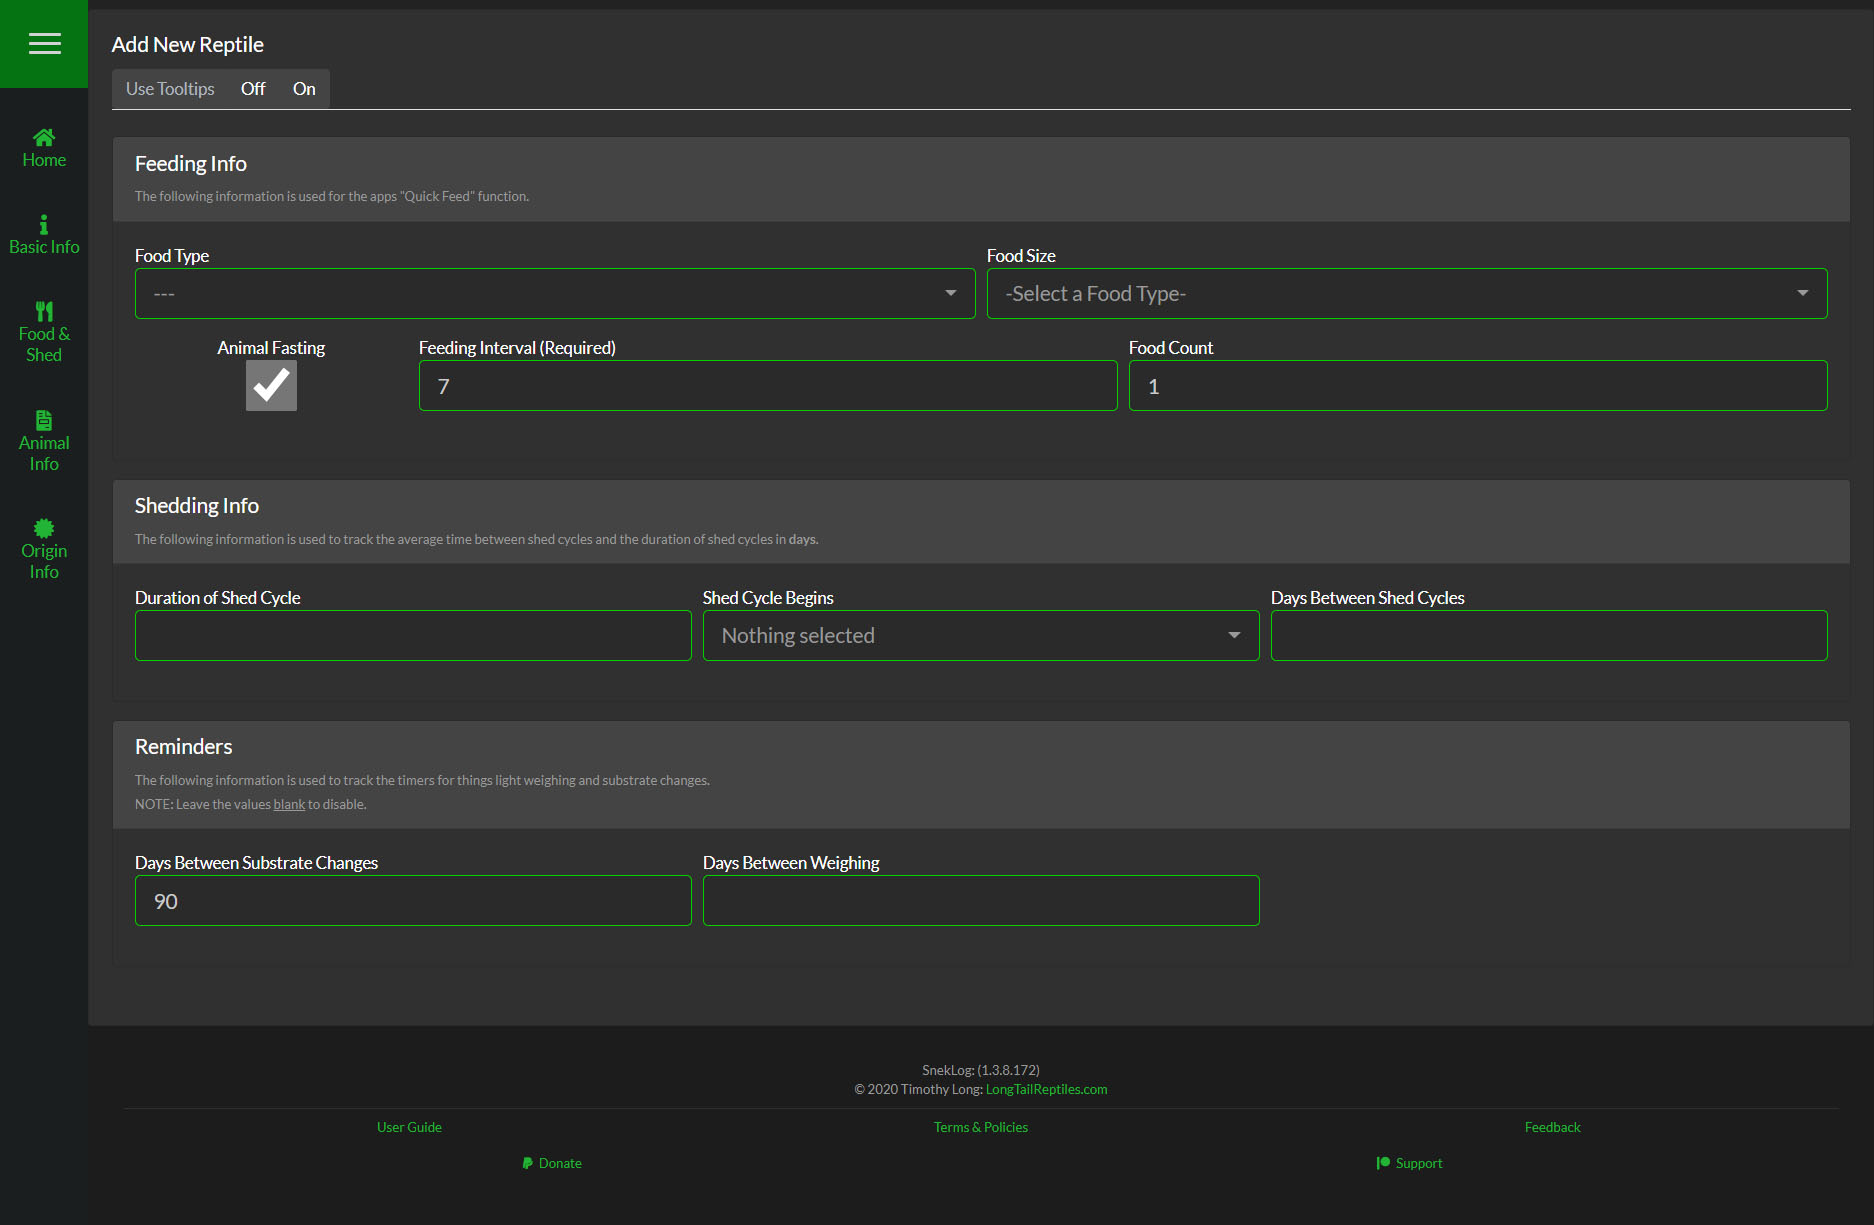 Add New Reptile
Use Tooltips Off On
Home
Basic Info
Food &
Shed
Animal
Info
Origin
Info
Feeding Info
The following information is used for the apps "Quick Feed" function.
Food Type
---
Food Size
-Select a Food Type-
Animal Fasting
Feeding Interval (Required)
7
Food Count
1
Shedding Info
The following information is used to track the average time between shed cycles and the duration of shed cycles in days.
Duration of Shed Cycle
Shed Cycle Begins
Nothing selected
Days Between Shed Cycles
Reminders
The following information is used to track the timers for things light weighing and substrate changes.
NOTE: Leave the values blank to disable.
Days Between Substrate Changes
90
Days Between Weighing
SnekLog: (1.3.8.172)
© 2020 Timothy Long: LongTailReptiles.com
User Guide
Terms & Policies
Feedback
Donate
Support